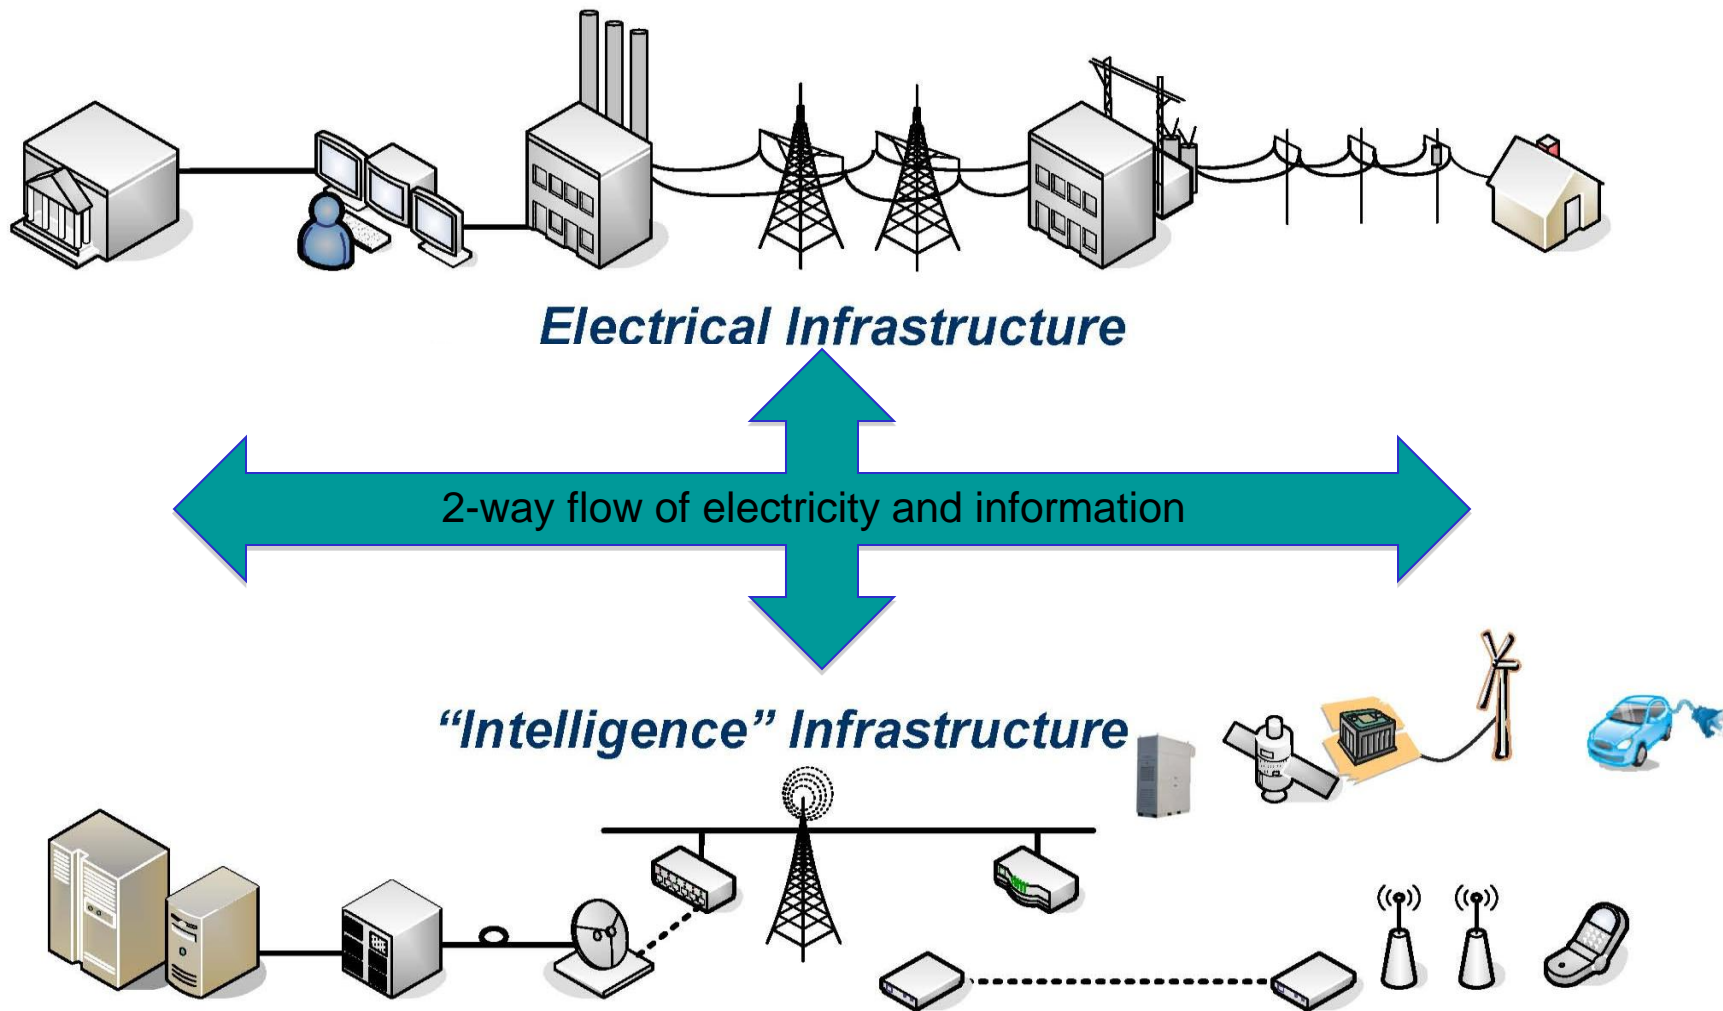 Electrical Infrastructure
2-way flow of electricity and information
“Intelligence” Infrastructure